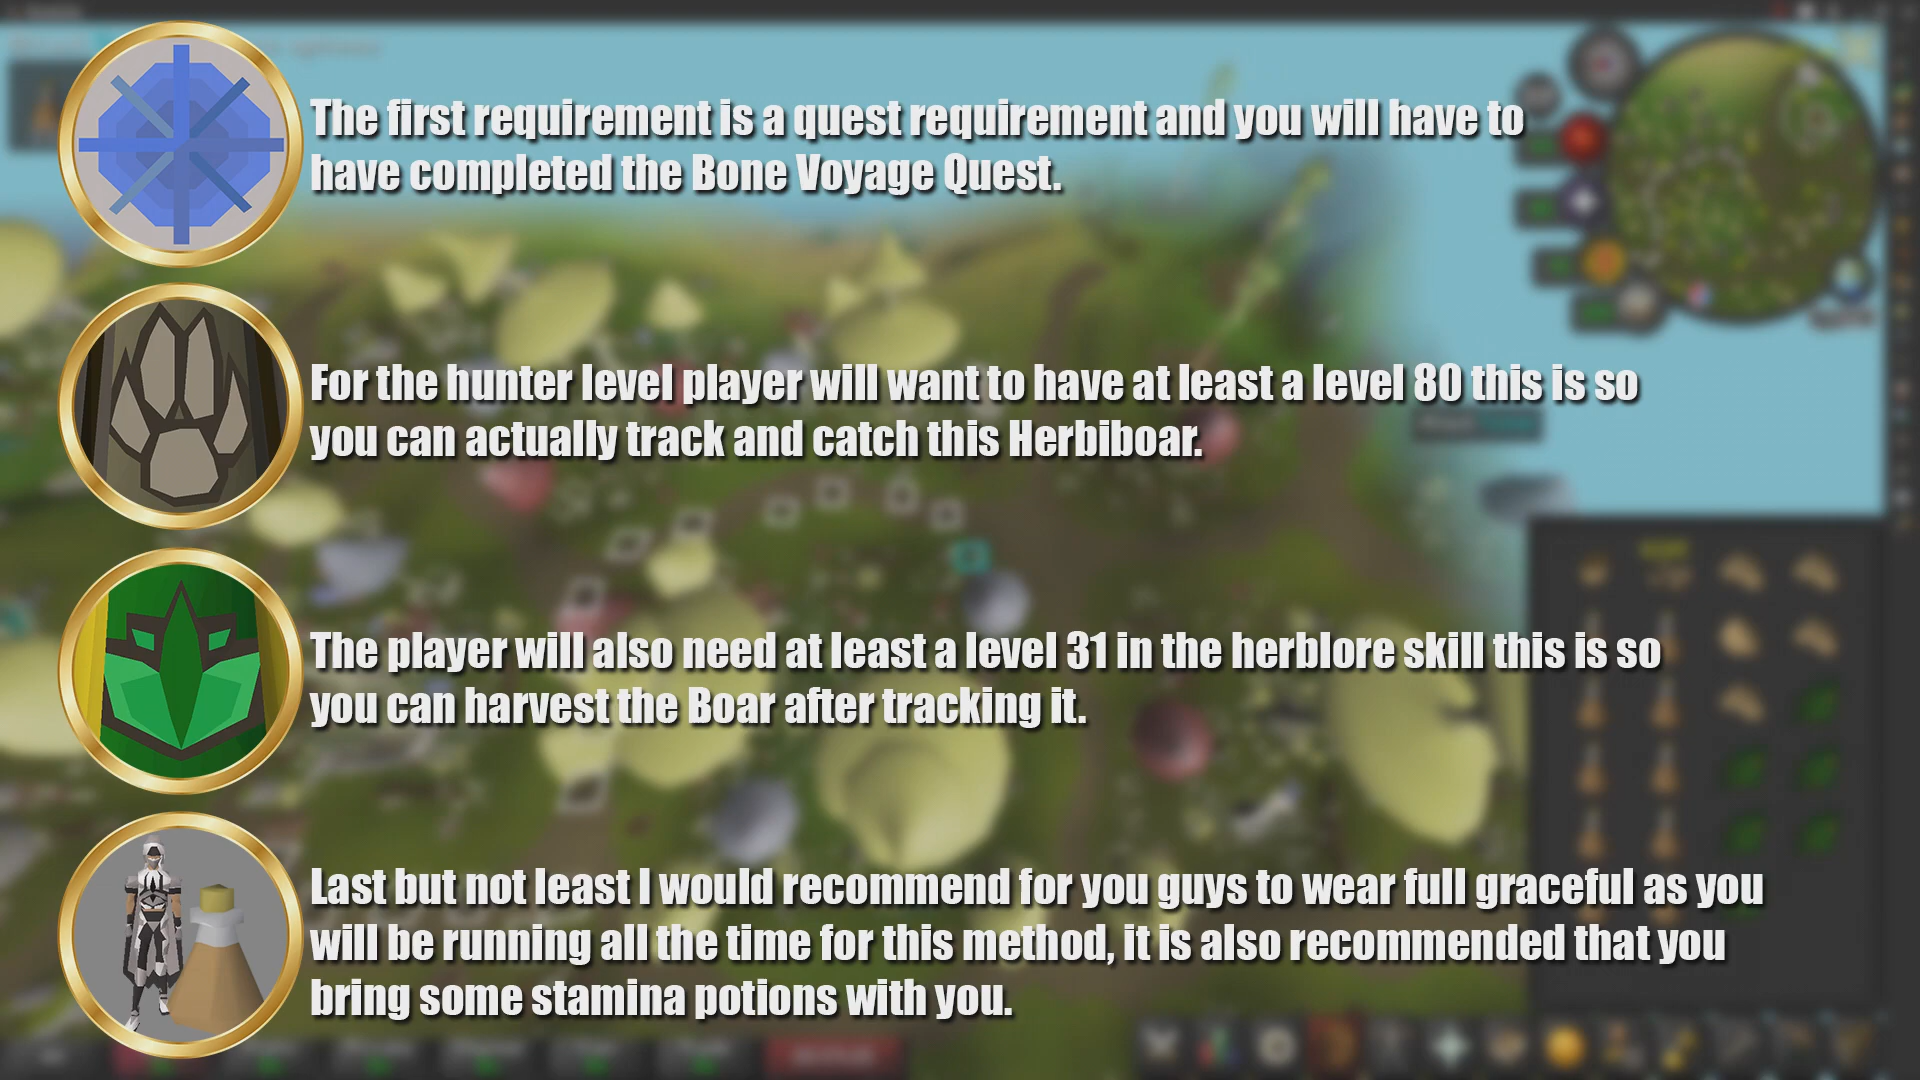 The first requirement is a quest requirement and you will have to
have completed the Bone Voyage Quest.
For the hunter level player will want to have at least a level 80 this is so
you can actually track and catch this Herbiboar.
The player will also need at least a level 31 in the herblore skill this is so
you can harvest the Boar after tracking it.
Last but not least I would recommend for you guys to wear full graceful as you
will be running all the time for this method, it is also recommended that you
bring some stamina potions with you.